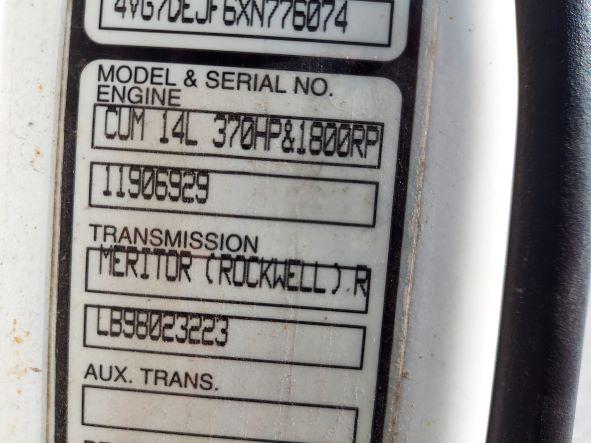 4VG7DEJF6XN776074
MODEL & SERIAL NO.
ENGINE
CUM 14L 370HP&1800RP
11906929
TRANSMISSION
MERITOR (ROCKWELL).R
LB98023223
AUX. TRANS.